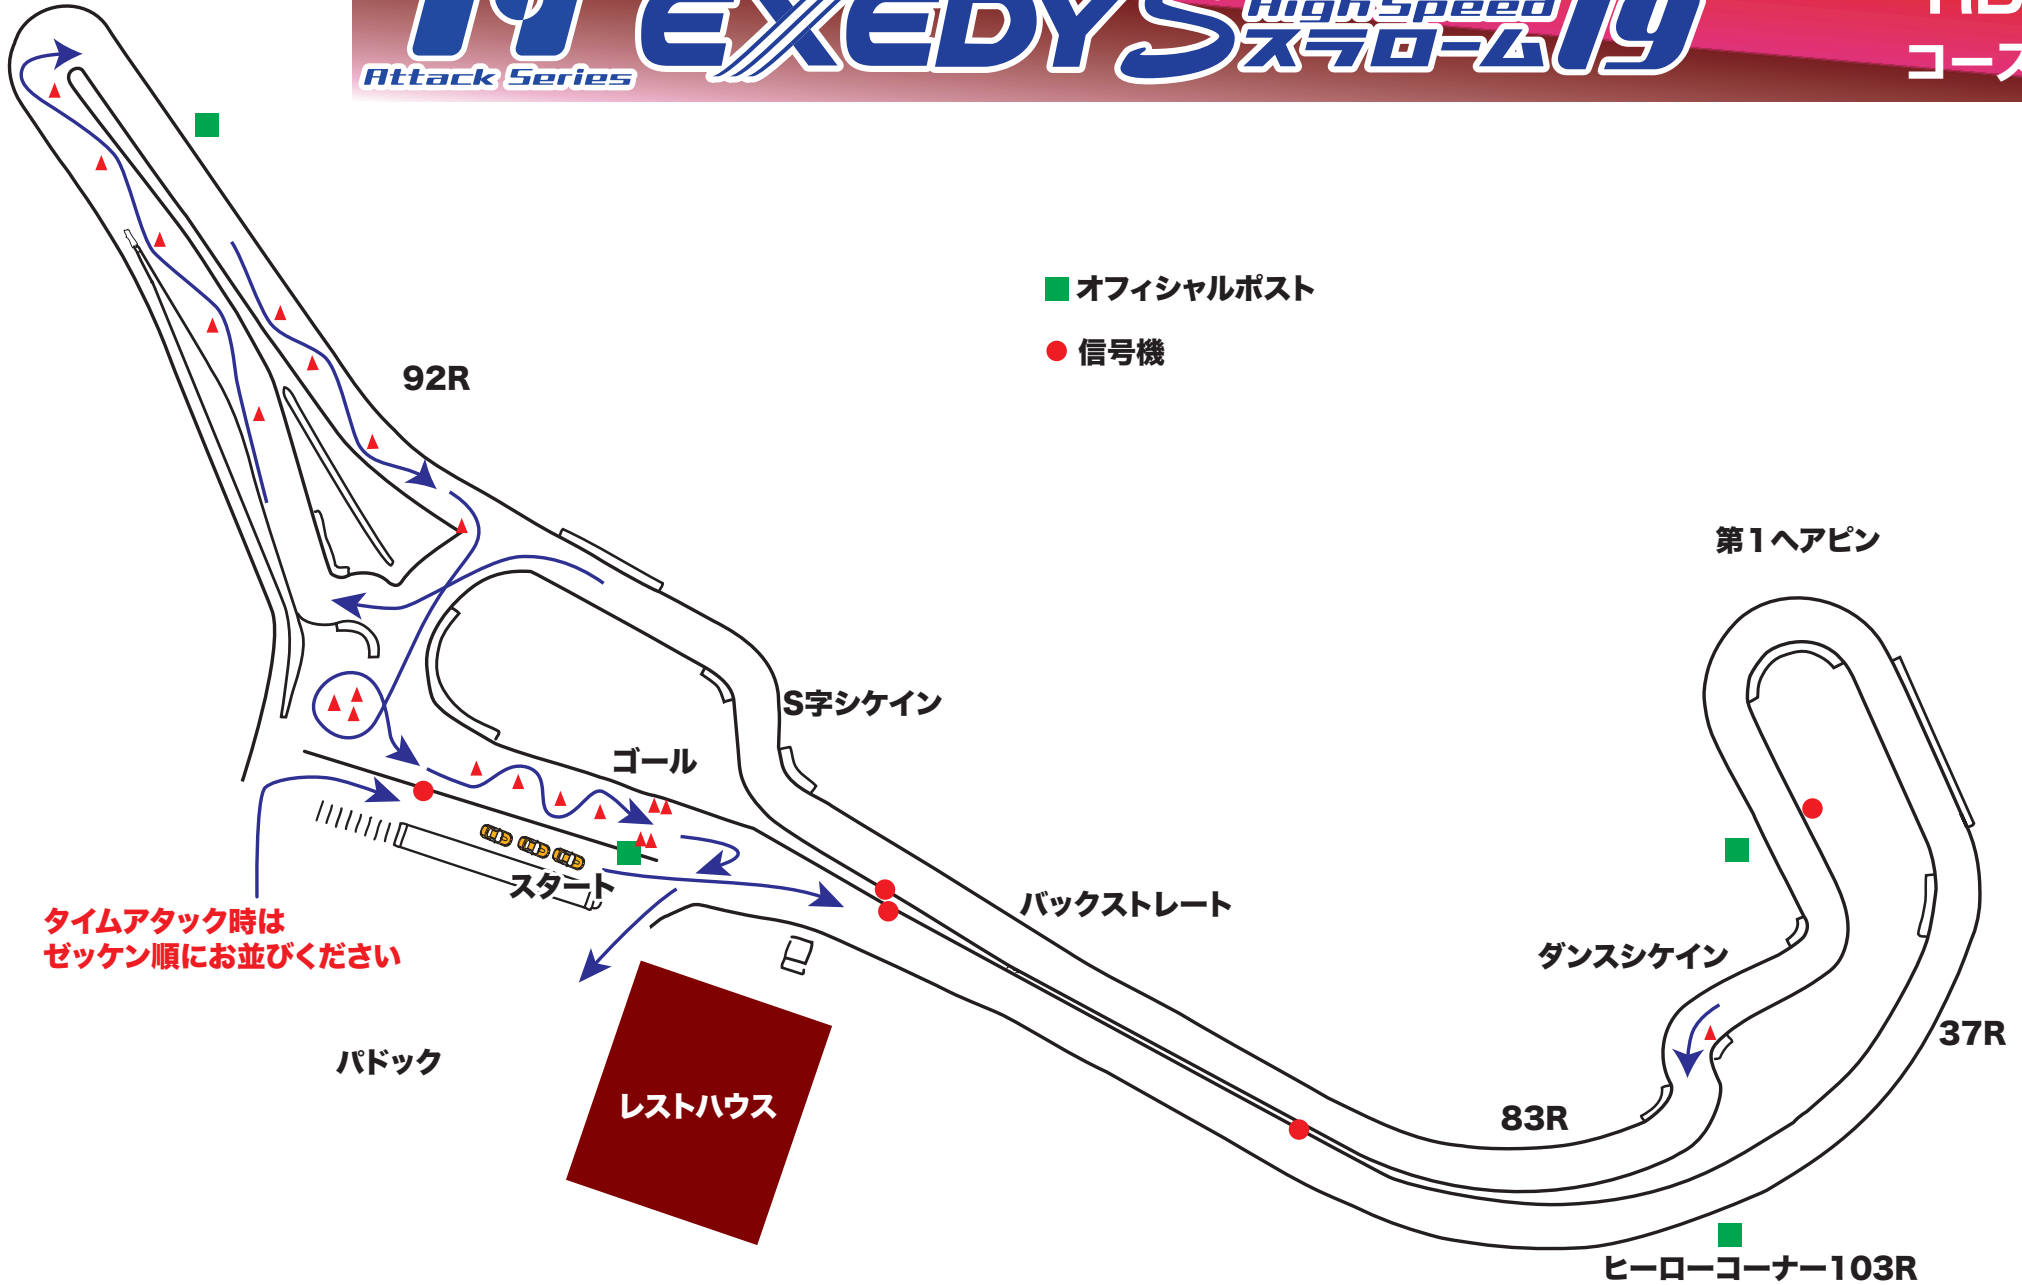 Attack Series
EXEDY
High Speed
スラローム
コース
オフィシャルポスト
信号機
92R
第1ヘアピン
S字シケイン
ゴール
スタート
バックストレート
タイムアタック時は
ゼッケン順にお並びください
ダンスシケイン
37R
パドック
レストハウス
83R
ヒーローコーナー103R